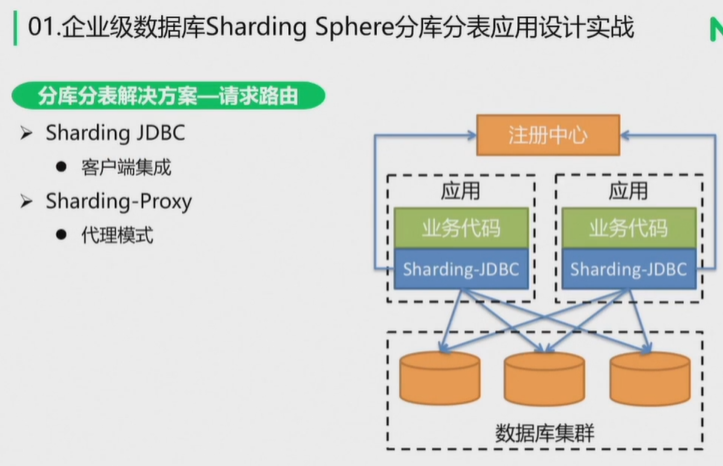 01.企业级数据库Sharding Sphere分库分表应用设计实战
分库分表解决方案—请求路由
➢ Sharding JDBC
● 客户端集成
➢ Sharding-Proxy
● 代理模式
注册中心
应用
业务代码
Sharding-JDBC
应用
业务代码
Sharding-JDBC
数据库集群